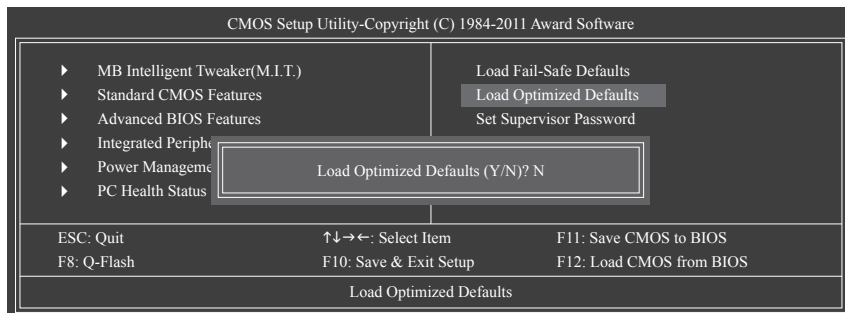 CMOS Setup Utility-Copyright (C) 1984-2011 Award Software
MB Intelligent Tweaker(M.I.T.)
Standard CMOS Features
Advanced BIOS Features
Integrated Periphe
Power Manageme
PC Health Status
Load Fail-Safe Defaults
Load Optimized Defaults
Set Supervisor Password
Load Optimized Defaults (Y/N)? N
ESC: Quit ↑↓→←: Select Item F11: Save CMOS to BIOS
F8: Q-Flash F10: Save & Exit Setup F12: Load CMOS from BIOS
Load Optimized Defaults